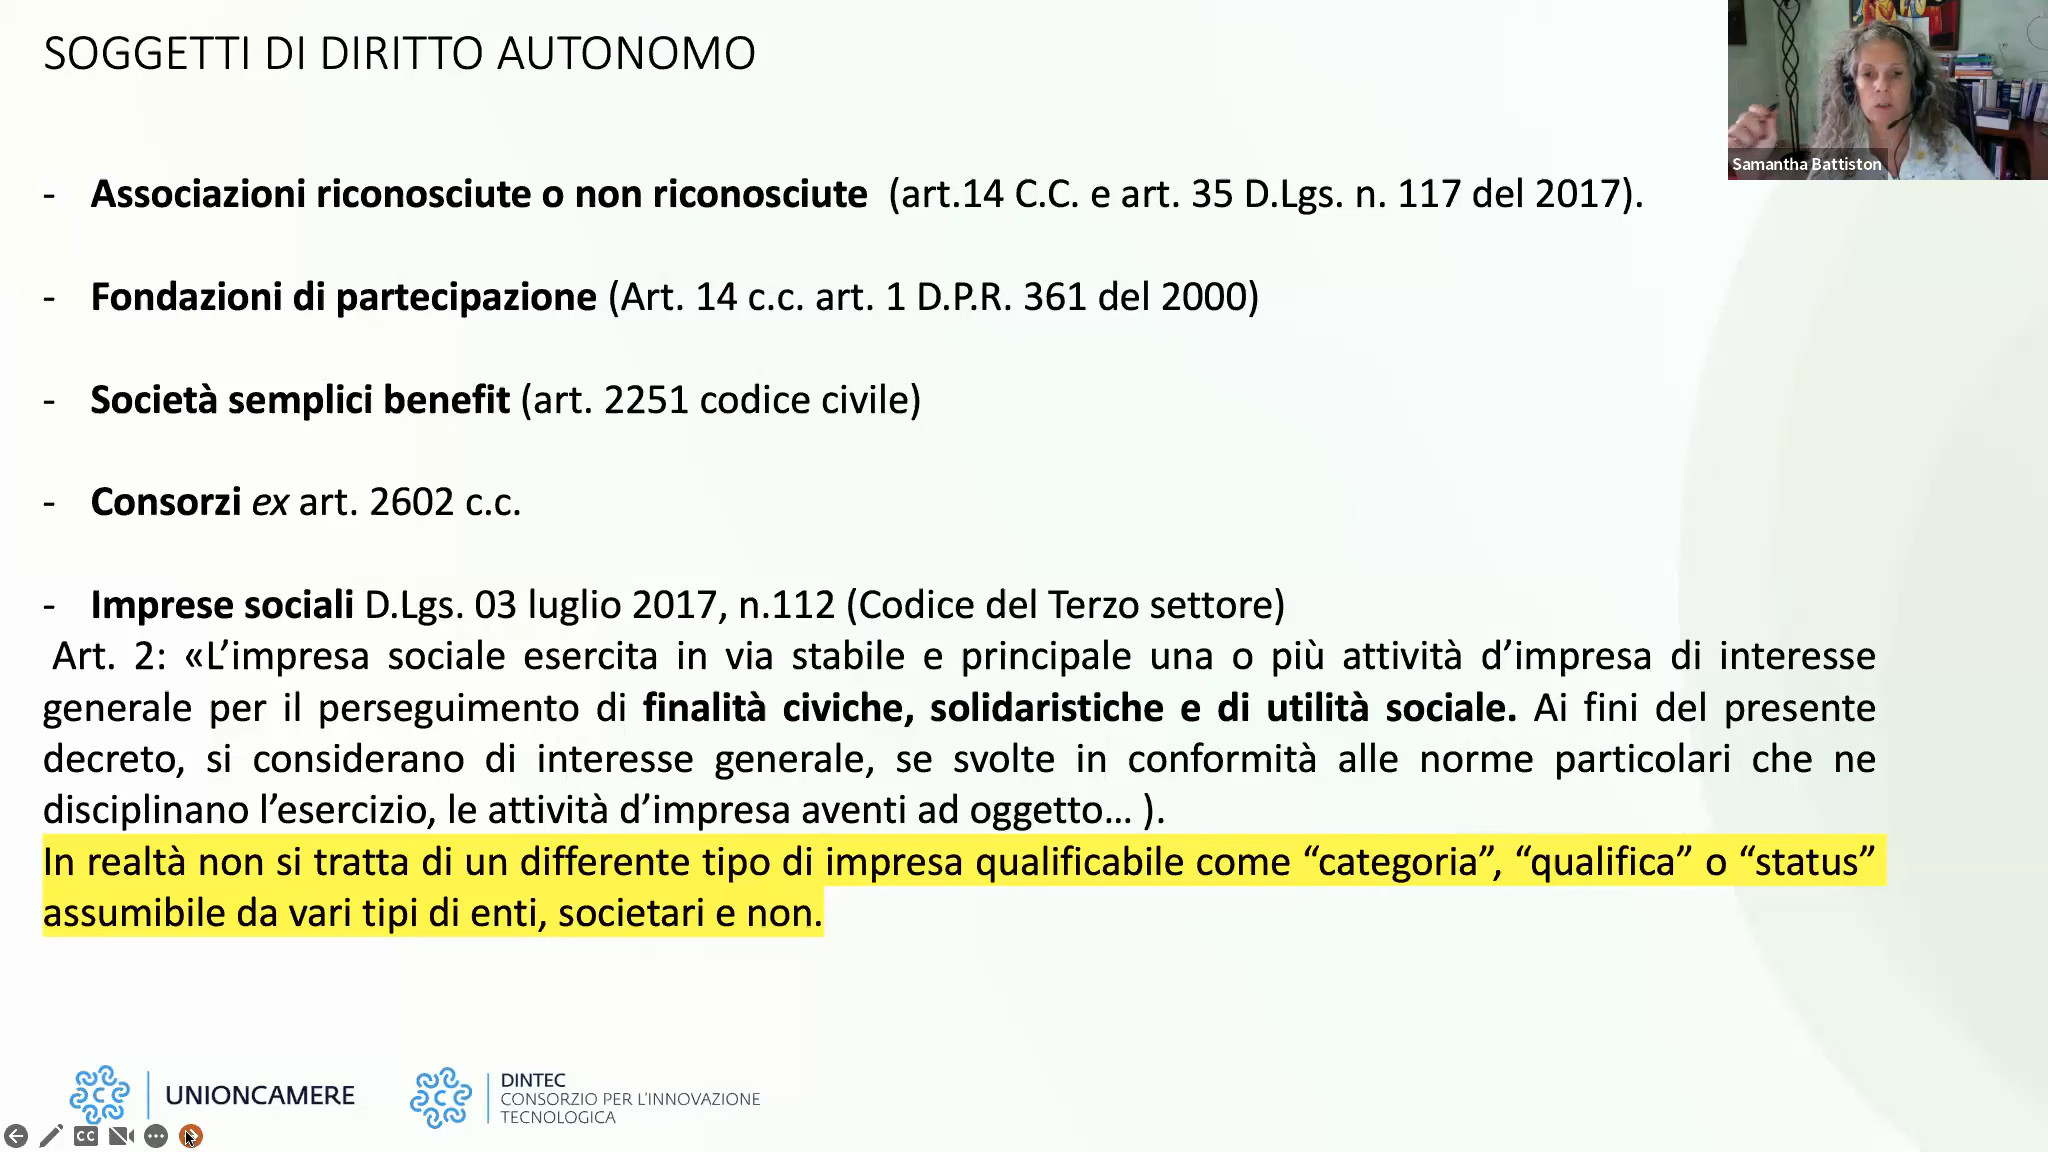 SOGGETTI DI DIRITTO AUTONOMO
Samantha Battiston
- Associazioni riconosciute o non riconosciute (art.14 C.C. e art. 35 D.Lgs. n. 117 del 2017).
- Fondazioni di partecipazione (Art. 14 c.c. art. 1 D.P.R. 361 del 2000)
- Società semplici benefit (art. 2251 codice civile)
- Consorzi ex art. 2602 c.c.
- Imprese sociali D.Lgs. 03 luglio 2017, n.112 (Codice del Terzo settore)
Art. 2: «L’impresa sociale esercita in via stabile e principale una o più attività d’impresa di interesse
generale per il perseguimento di finalità civiche, solidaristiche e di utilità sociale. Ai fini del presente
decreto, si considerano di interesse generale, se svolte in conformità alle norme particolari che ne
disciplinano l’esercizio, le attività d’impresa aventi ad oggetto... ).
In realtà non si tratta di un differente tipo di impresa qualificabile come “categoria”, “qualifica” o “status”
assumibile da vari tipi di enti, societari e non.
UNIONCAMERE
DINTEC
CONSORZIO PER L'INNOVAZIONE
TECNOLOGICA
CC